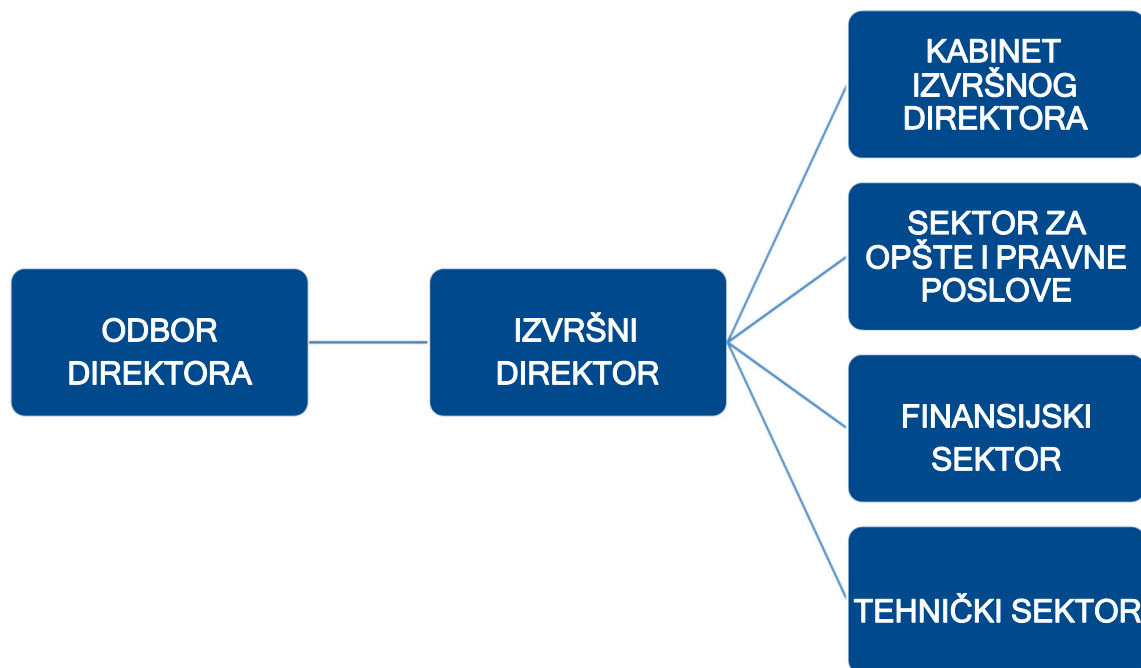 ODBOR
DIREKTORA
IZVRŠNI
DIREKTOR
KABINET
IZVRŠNOG
DIREKTORA
SEKTOR ZA
OPŠTE I PRAVNE
POSLOVE
FINANSIJSKI
SEKTOR
TEHNIČKI SEKTOR